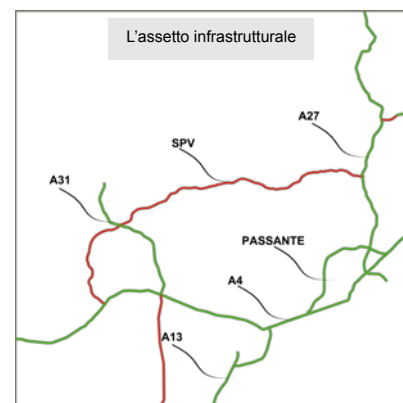 L'assetto infrastrutturale
A27
SPV
A31
PASSANTE
A4
A13